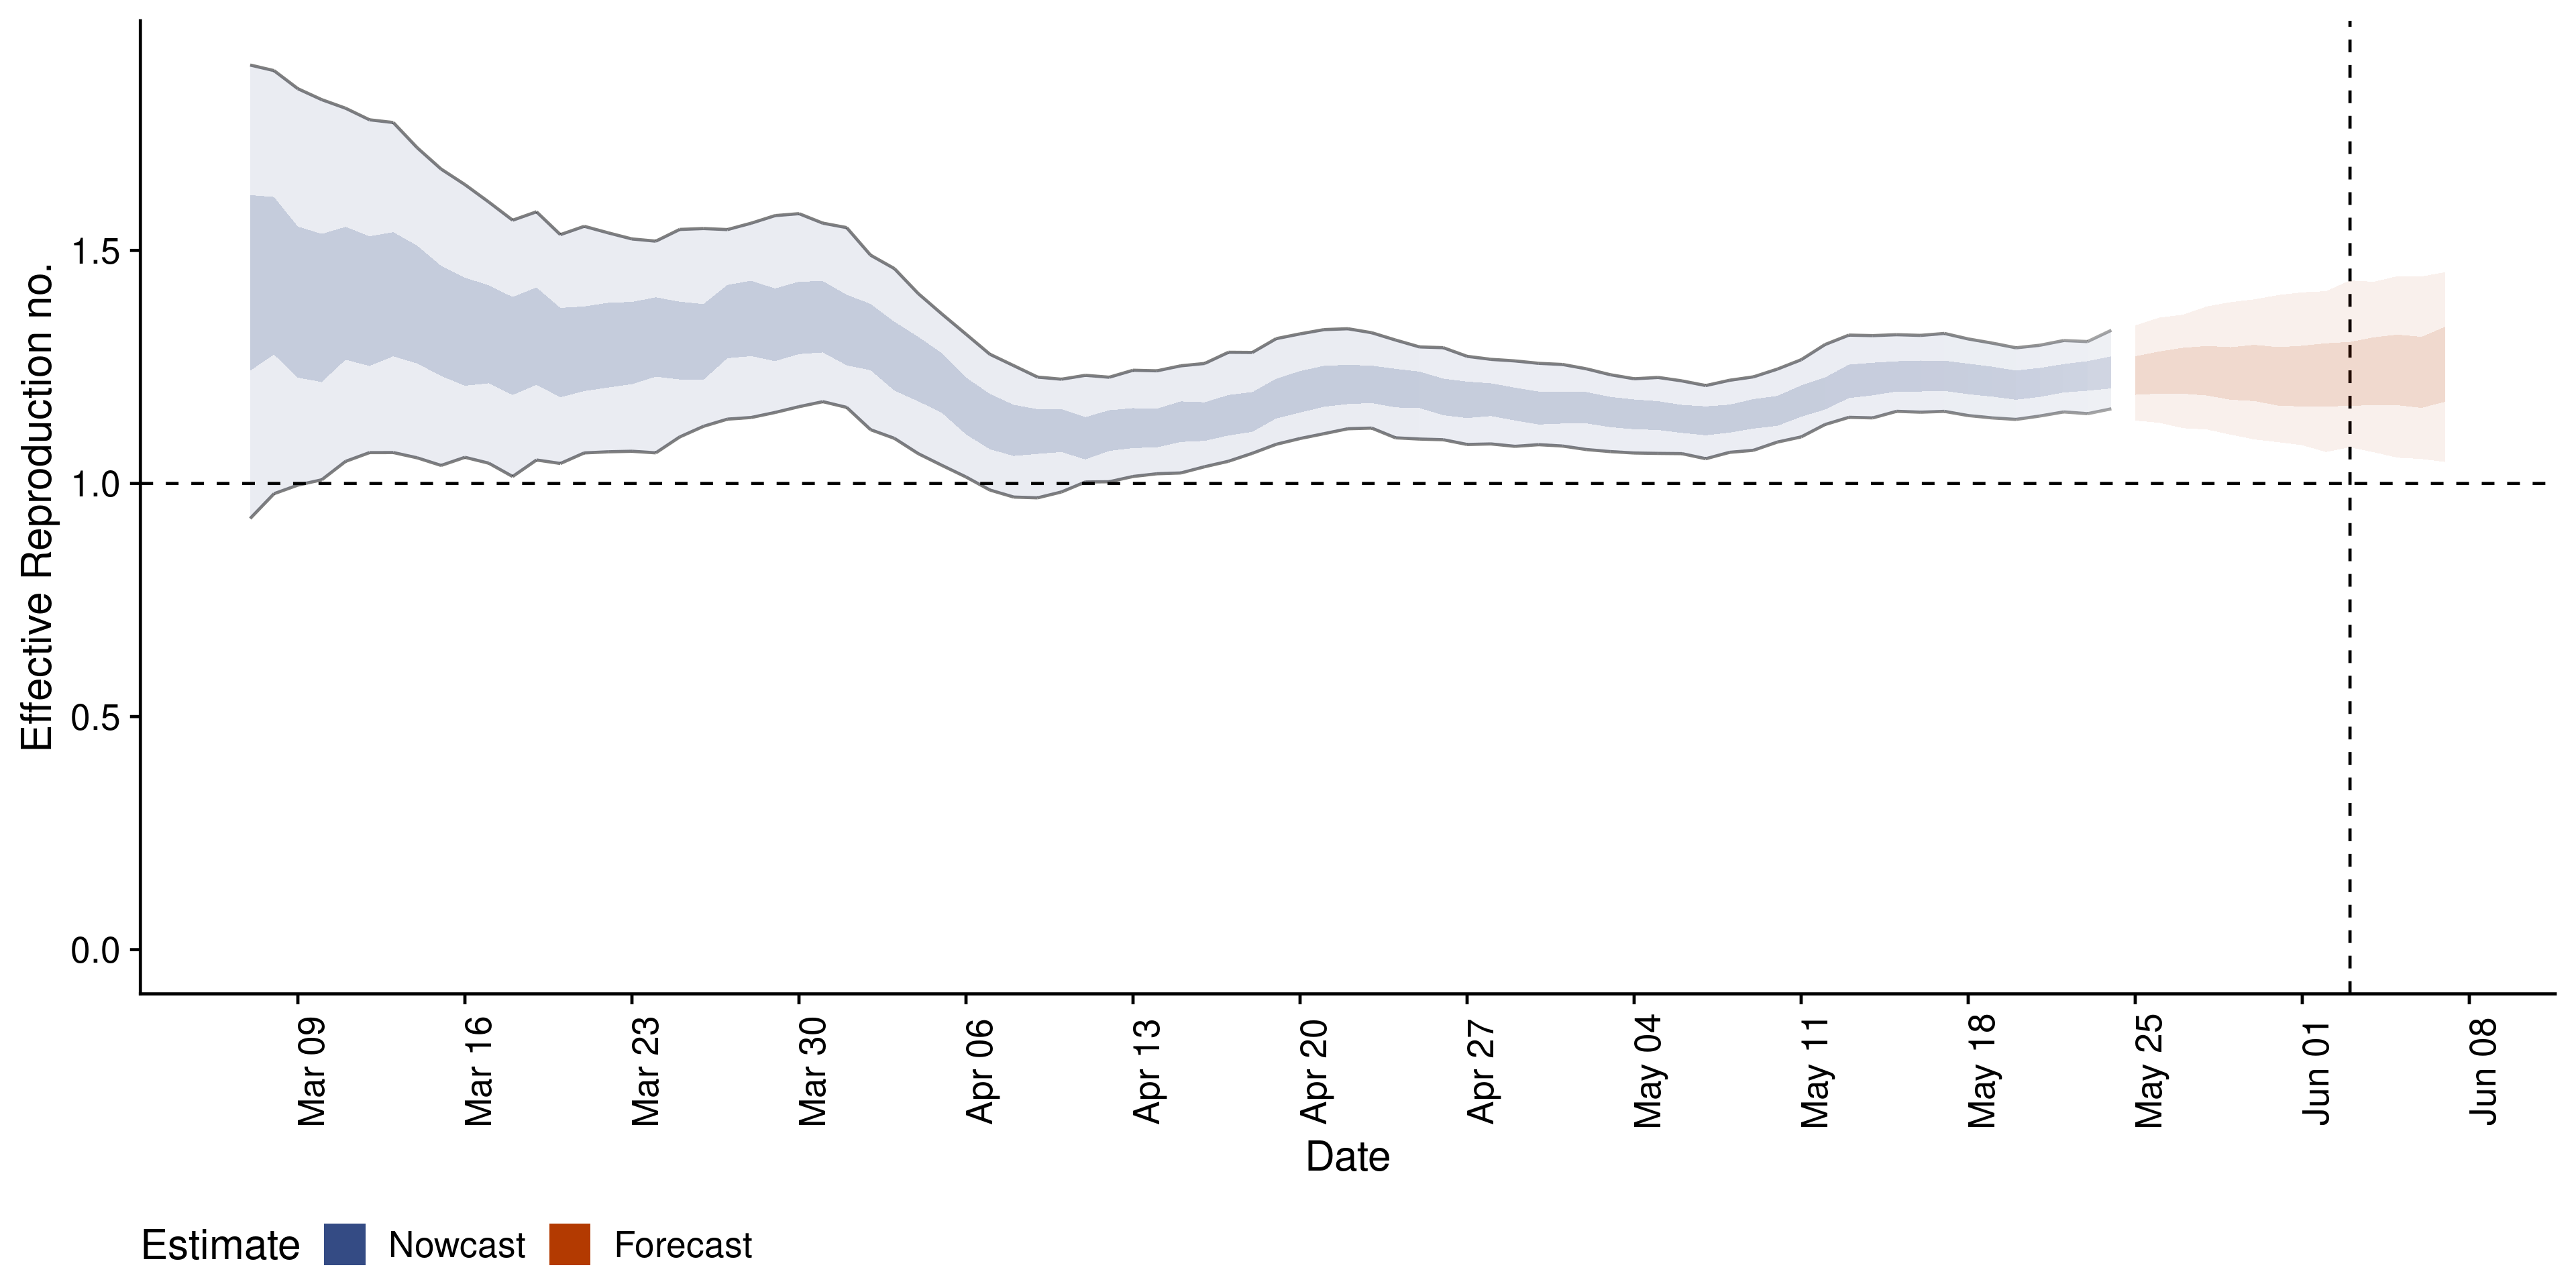 Effective Reproduction no.
1.5
1.0
0.5
0.0
Mar 09
Mar 16
Mar 23
Mar 30
Apr 06
Apr 13
Apr 20
Apr 27
May 04
May 11
May 18
May 25
Jun 01
Jun 08
Date
Estimate Nowcast Forecast